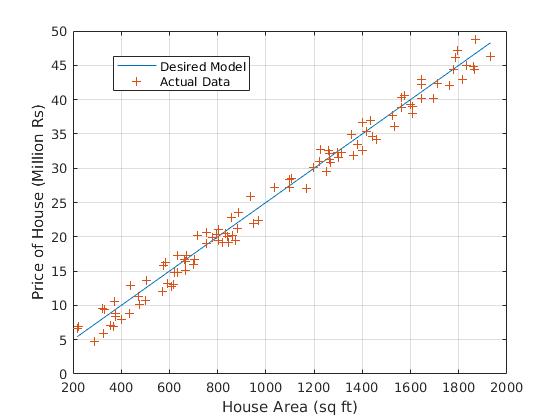 50
45
40
35
30
25
20
15
10
5
0
Price of House (Million Rs)
Desired Model
Actual Data
200 400 600 800 1000 1200 1400 1600 1800 2000
House Area (sq ft)